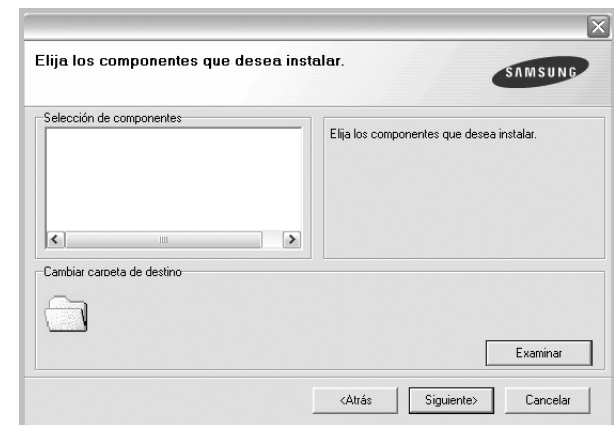 Elija los componentes que desea instalar.
SAMSUNG
Selección de componentes
Elija los componentes que desea instalar.
Cambiar carpeta de destino
Examinar
<Atrás
Siguiente>
Cancelar